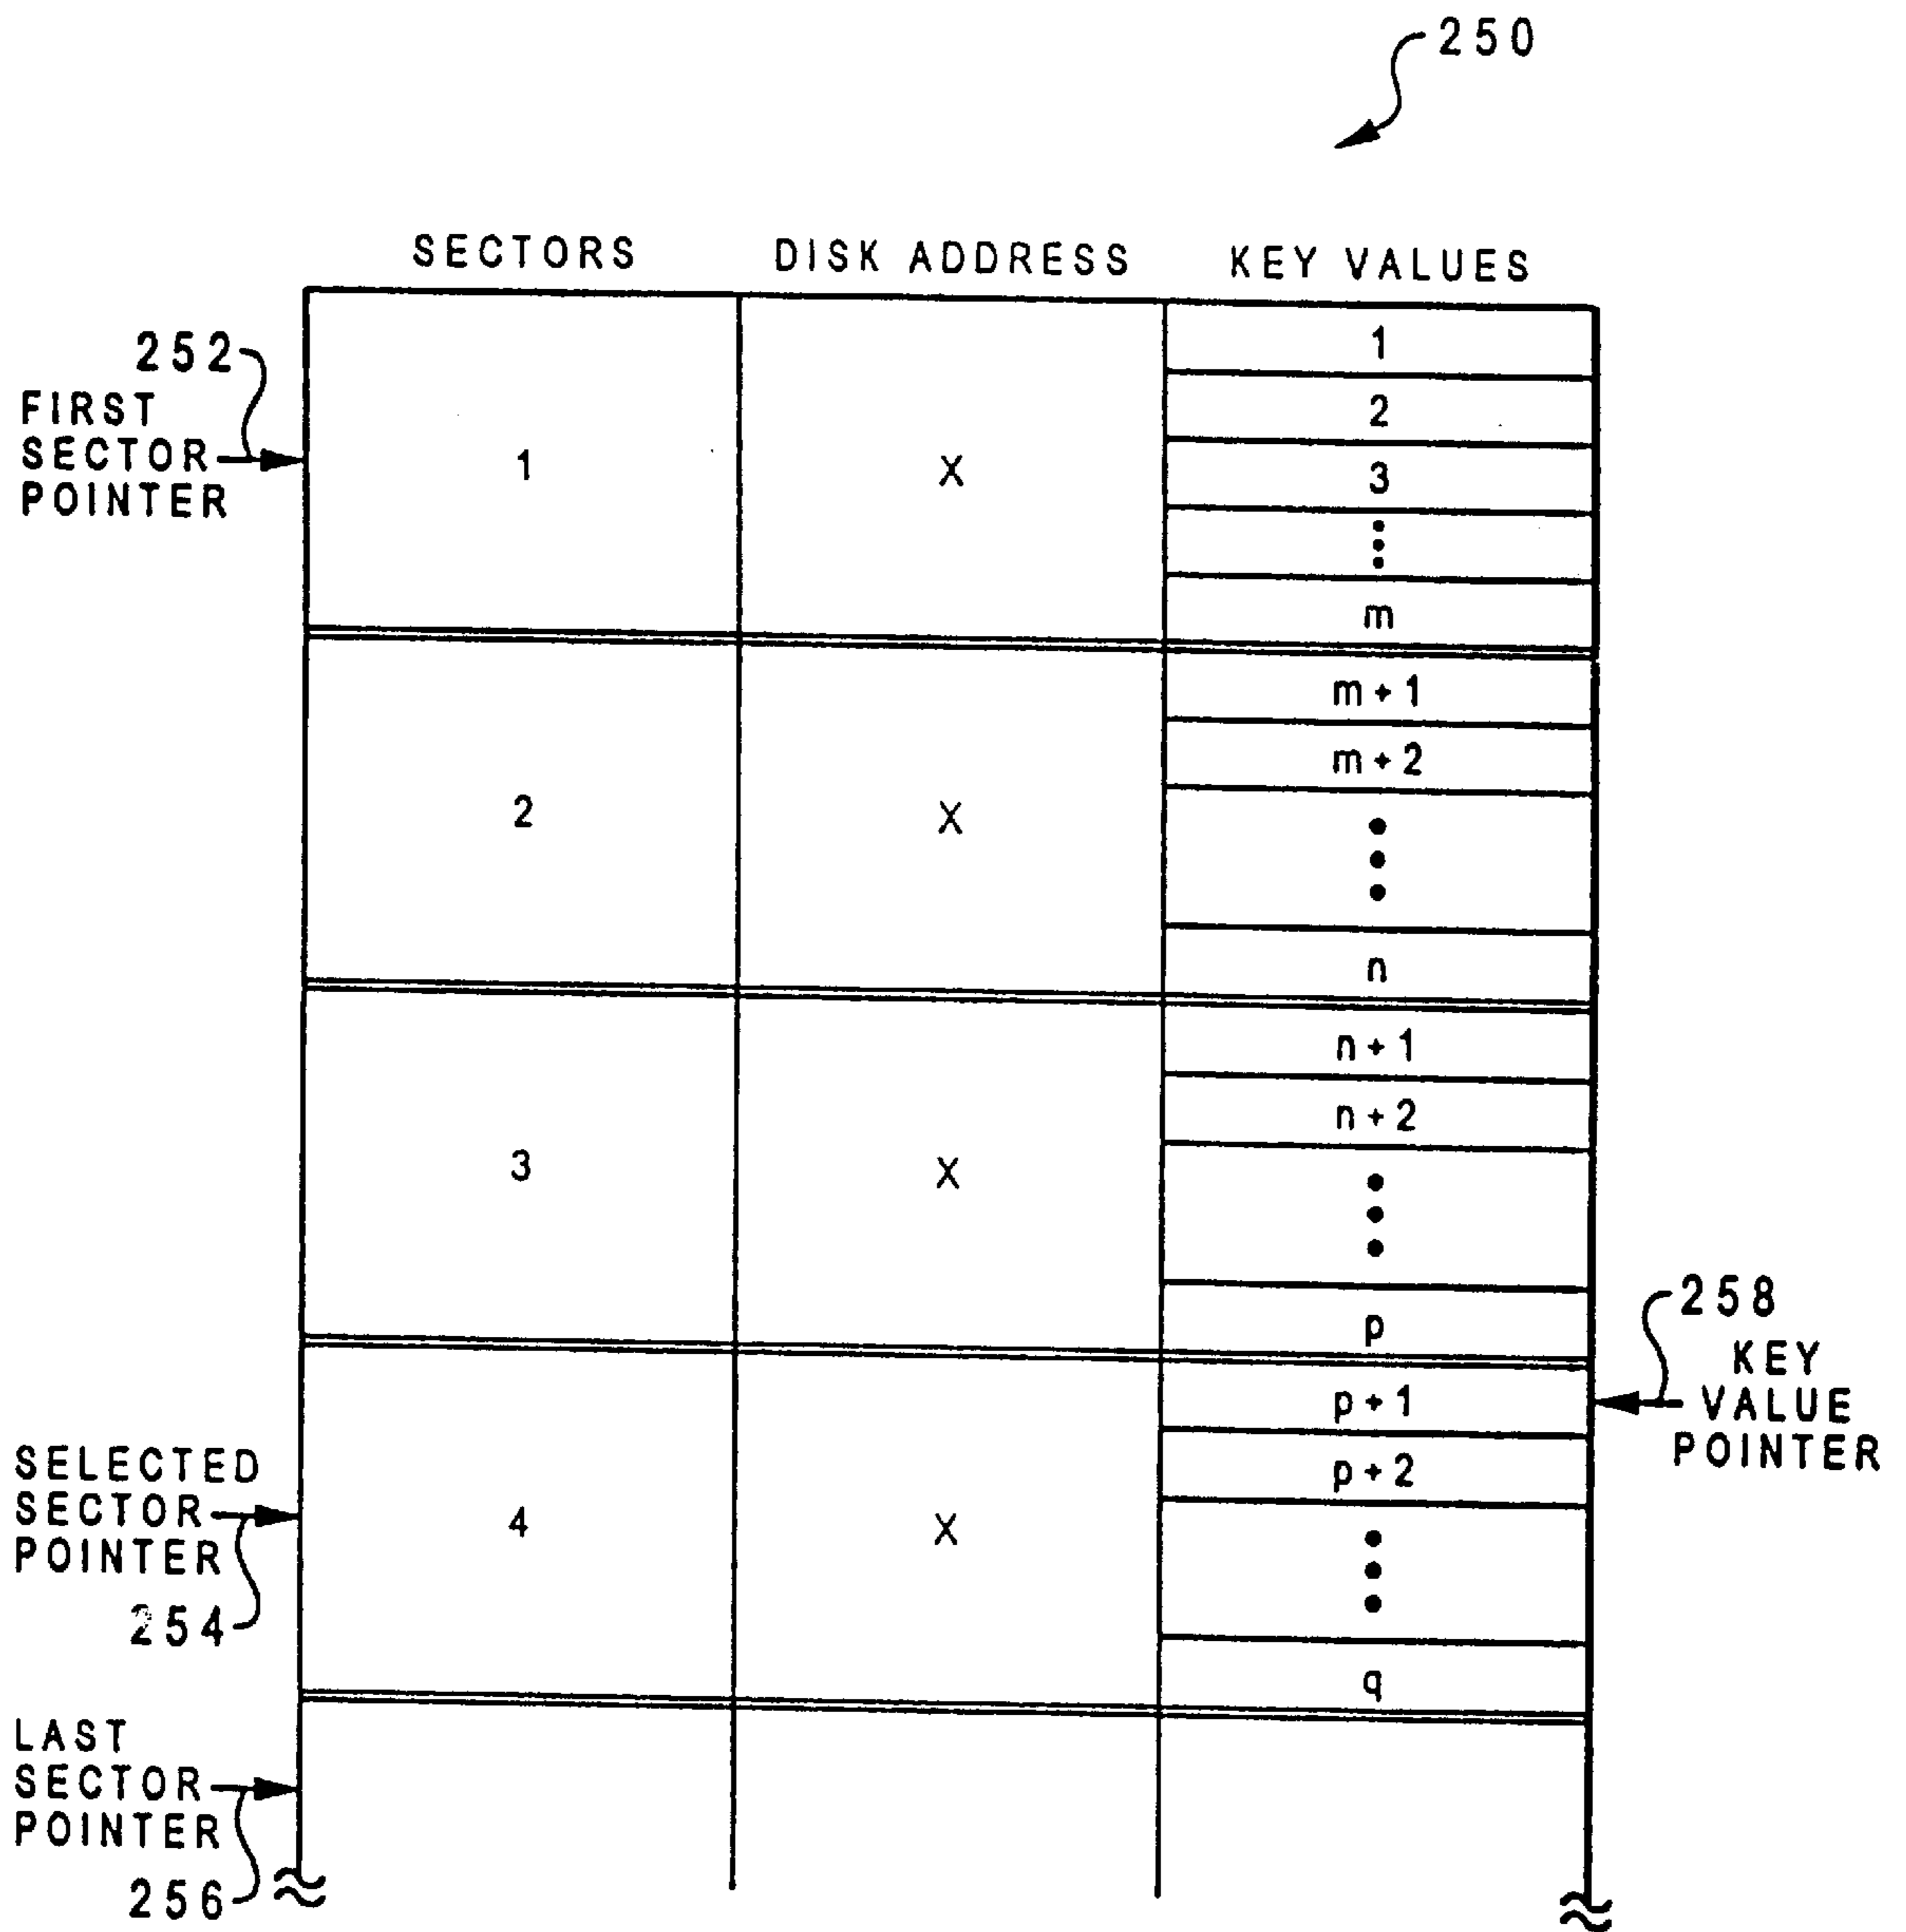 250
SECTORS DISK ADDRESS KEY VALUES
252
FIRST
SECTOR
POINTER
1 X
1
2
3
m
2 X
m+1
m+2
n
3 X
n+1
n+2
p
258
KEY
VALUE
POINTER
SELECTED
SECTOR
POINTER
254
4 X
p+1
p+2
q
LAST
SECTOR
POINTER
256